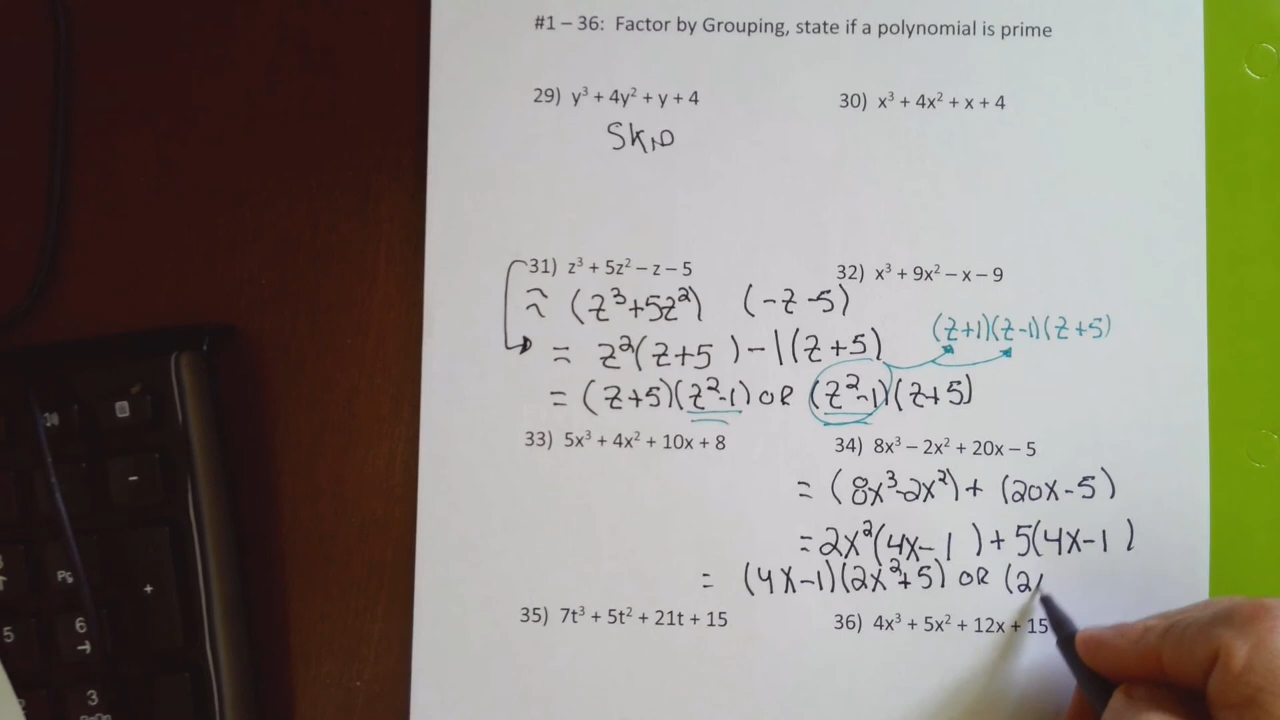 #1 – 36: Factor by Grouping, state if a polynomial is prime
29) y³ + 4y² + y + 4
30) x³ + 4x² + x + 4
Skip
31) z³ + 5z² – z – 5
32) x³ + 9x² – x – 9
(z³+5z²) (-z-5)
(z+1)(z-1)(z+5)
= z²(z+5) -1(z+5)
= (z+5)(z²-1) OR (z²-1)(z+5)
33) 5x³ + 4x² + 10x + 8
34) 8x³ – 2x² + 20x – 5
= (8x³-2x²) + (20x-5)
= 2x²(4x-1) + 5(4x-1)
= (4x-1)(2x²+5) OR (2
35) 7t³ + 5t² + 21t + 15
36) 4x³ + 5x² + 12x + 15
Ps
5
6
3